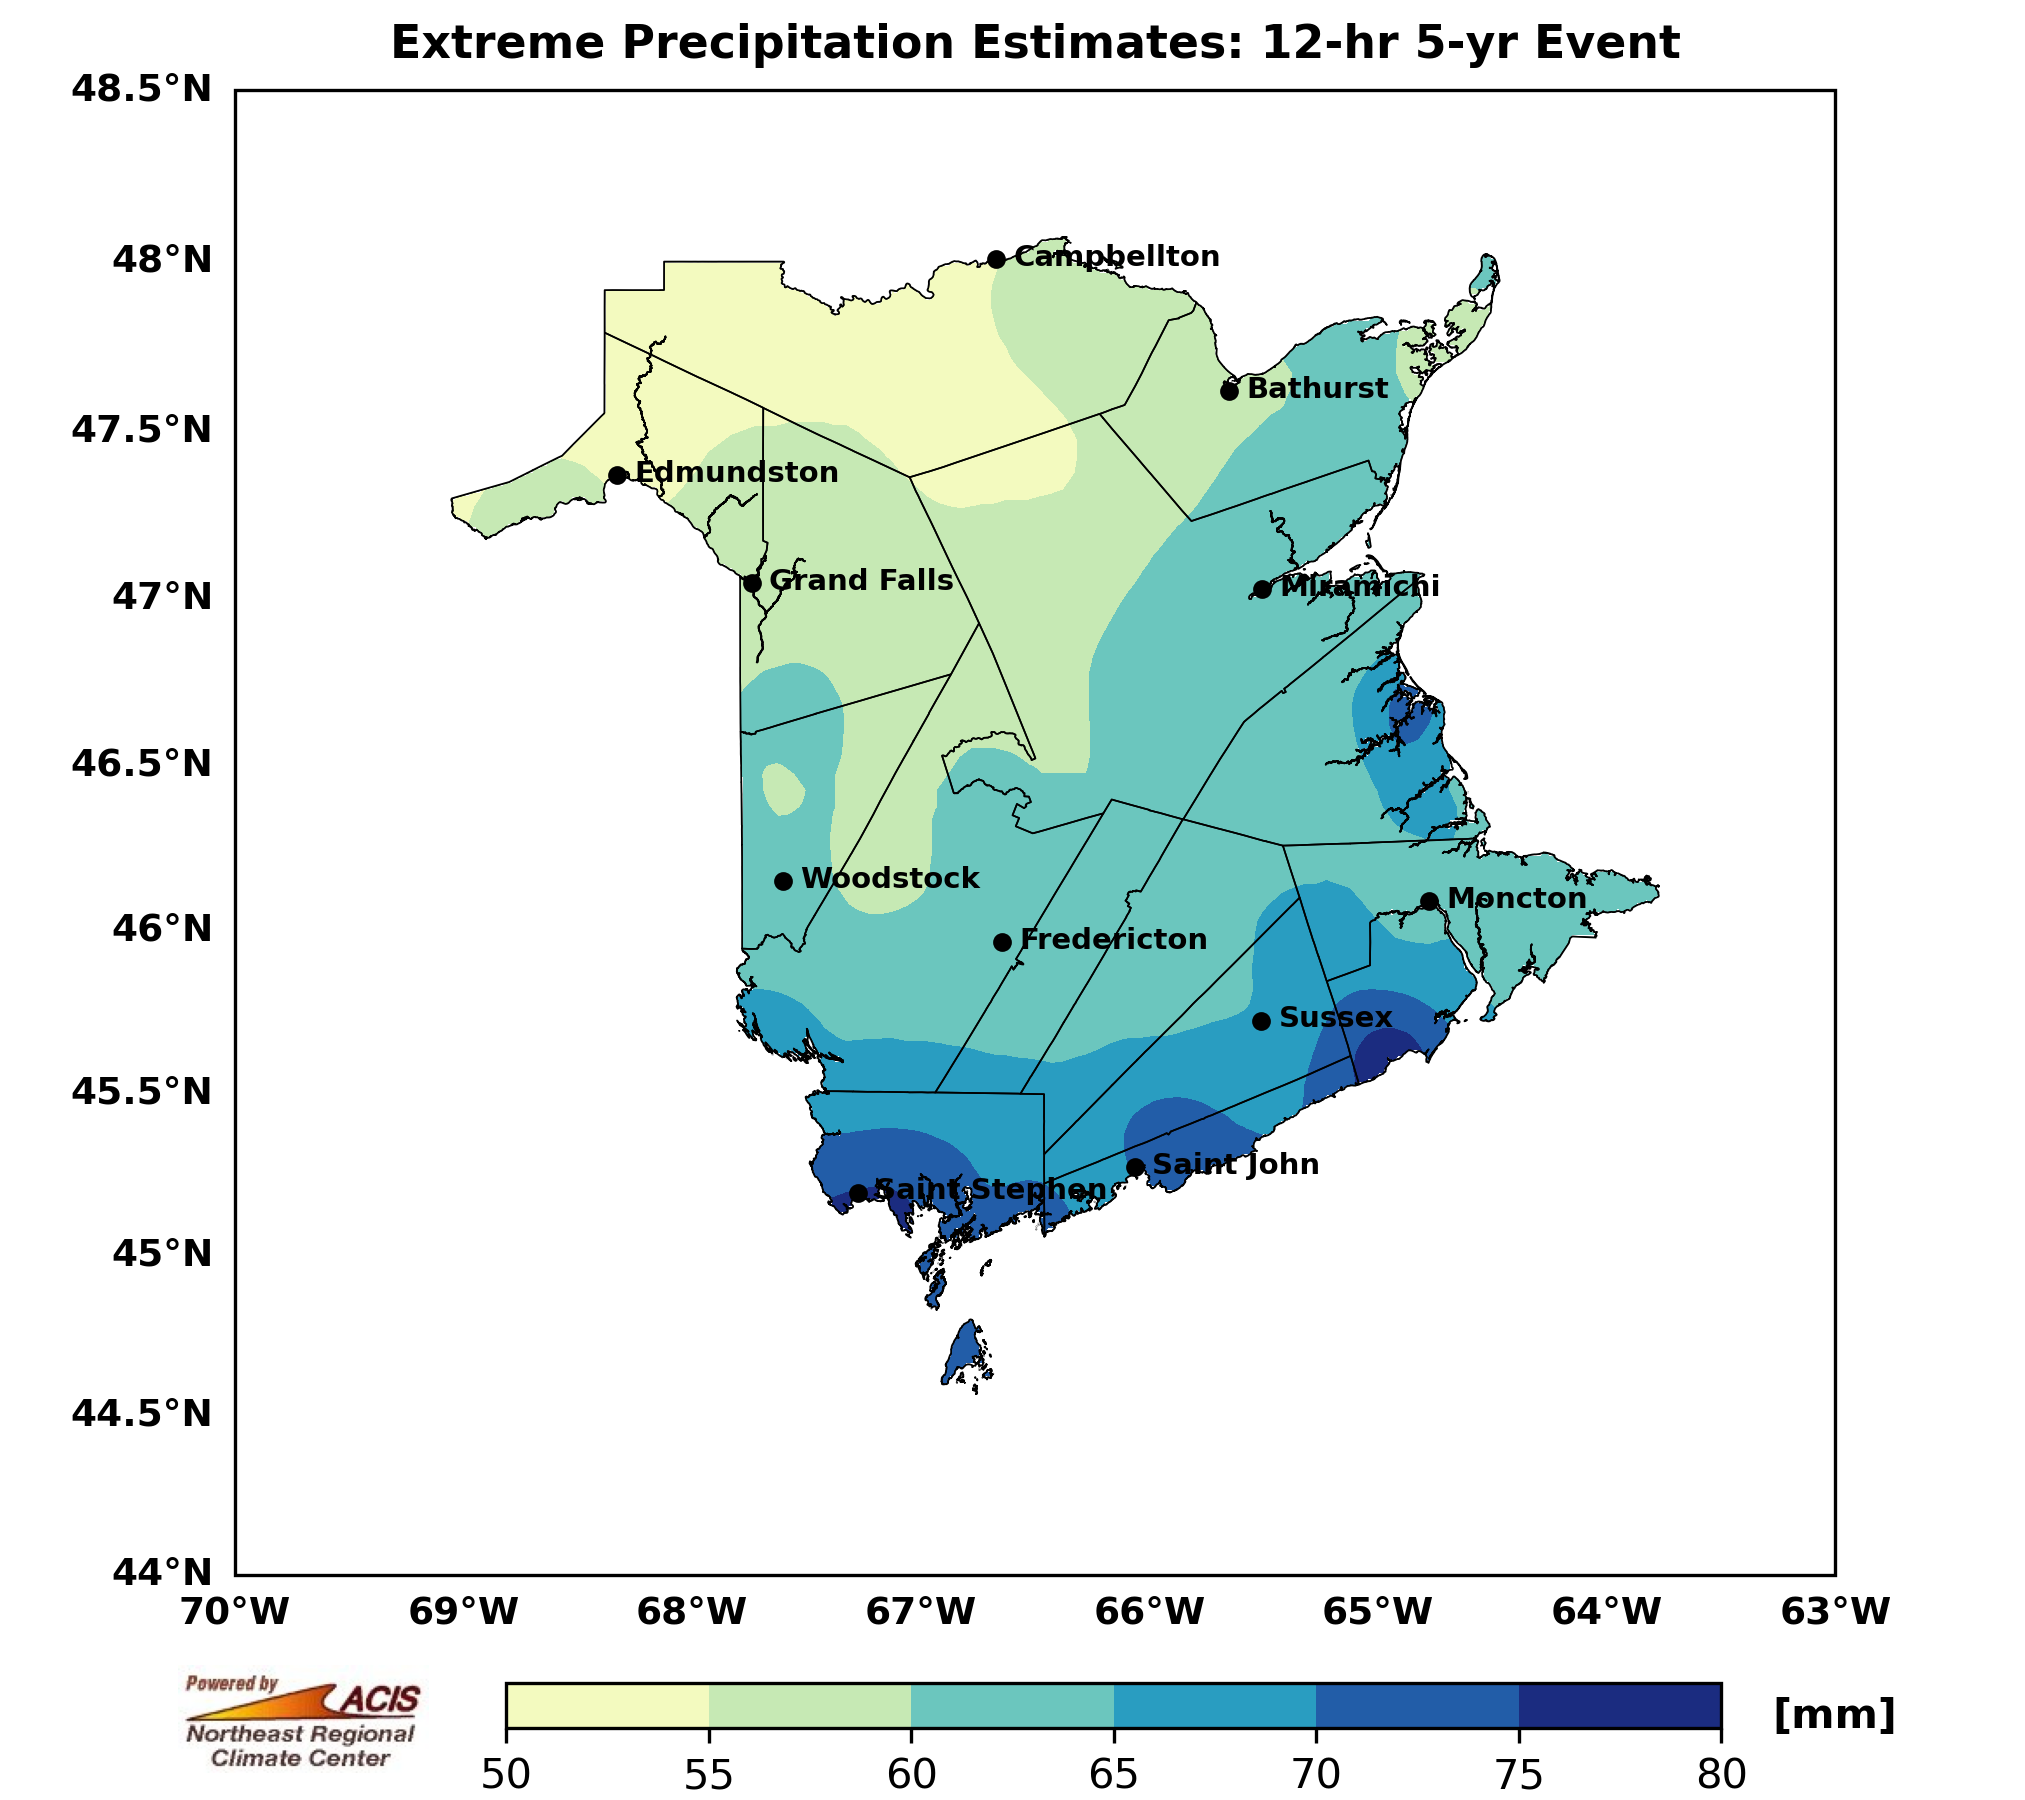 Extreme Precipitation Estimates: 12-hr 5-yr Event
48.5°N
48°N
47.5°N
47°N
46.5°N
46°N
45.5°N
45°N
44.5°N
44°N
Campbellton
Bathurst
Edmundston
Grand Falls
Miramichi
Woodstock
Moncton
Fredericton
Sussex
Saint John
Saint Stephen
70°W 69°W 68°W 67°W 66°W 65°W 64°W 63°W
Powered by
ACIS
Northeast Regional
Climate Center
[mm]
50 55 60 65 70 75 80